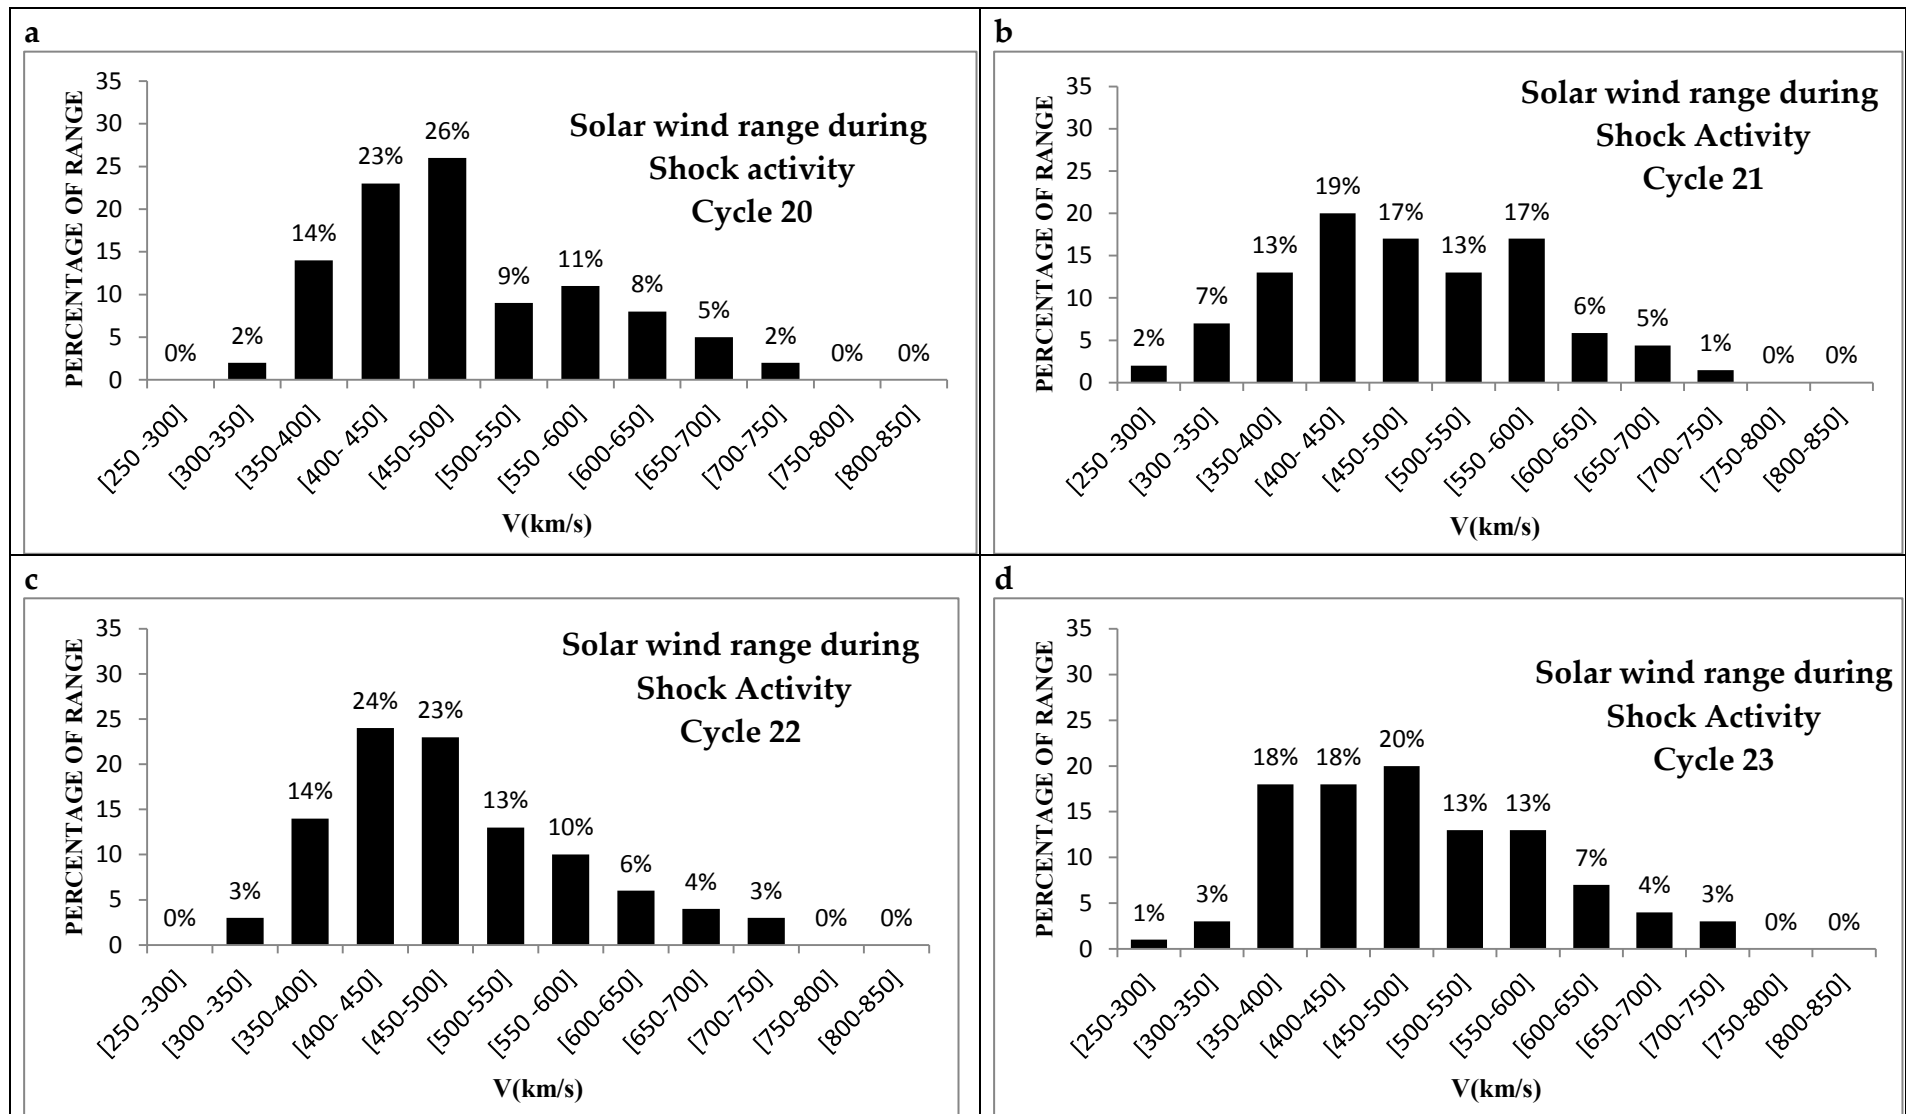 a
PERCENTAGE OF RANGE
35
30
25
20
15
10
5
0
Solar wind range during
Shock activity
Cycle 20
0% 2% 14% 23% 26% 9% 11% 8% 5% 2% 0% 0%
[250 -300] [300-350] [350-400] [400- 450] [450-500] [500-550] [550 -600] [600-650] [650-700] [700-750] [750-800] [800-850]
V(km/s)
b
PERCENTAGE OF RANGE
35
30
25
20
15
10
5
0
Solar wind range during
Shock Activity
Cycle 21
2% 7% 13% 19% 17% 13% 17% 6% 5% 1% 0% 0%
[250 -300] [300 -350] [350-400] [400- 450] [450-500] [500-550] [550 -600] [600-650] [650-700] [700-750] [750-800] [800-850]
V(km/s)
c
PERCENTAGE OF RANGE
35
30
25
20
15
10
5
0
Solar wind range during
Shock Activity
Cycle 22
0% 3% 14% 24% 23% 13% 10% 6% 4% 3% 0% 0%
[250 -300] [300 -350] [350-400] [400- 450] [450-500] [500-550] [550 -600] [600-650] [650-700] [700-750] [750-800] [800-850]
V(km/s)
d
PERCENTAGE OF RANGE
35
30
25
20
15
10
5
0
Solar wind range during
Shock Activity
Cycle 23
1% 3% 18% 18% 20% 13% 13% 7% 4% 3% 0% 0%
[250-300] [300-350] [350-400] [400-450] [450-500] [500-550] [550-600] [600-650] [650-700] [700-750] [750-800] [800-850]
V(km/s)